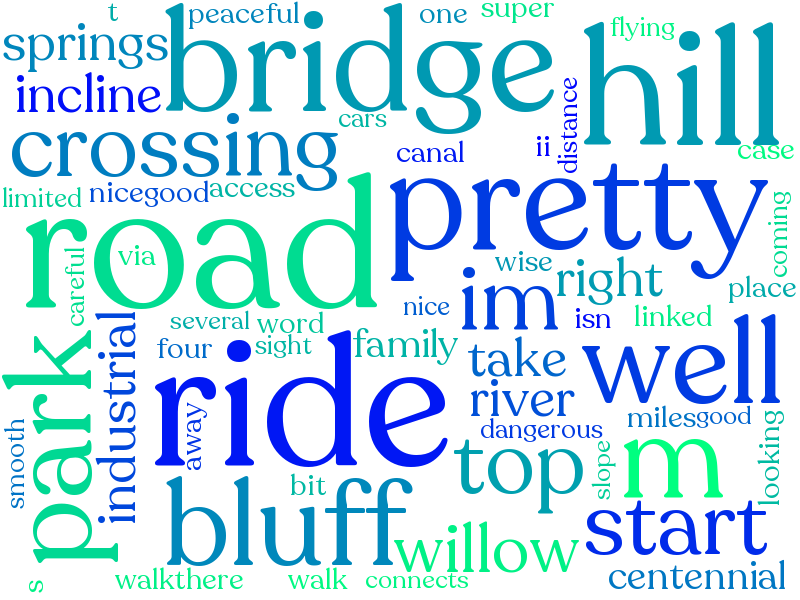 t
peaceful
one
super
springs
bridge
hill
flying
incline
cars
distance
crossing
canal
ii
case
limited
nicegood
access
road
pretty
coming
careful
via
wise
right
place
im
nice
several
word
isn
linked
park
industrial
four
sight
family
take
well
ride
river
away
milesgood
dangerous
smooth
top
slope
m
looking
bluff
bit
start
willow
s
walkthere
walk
connects
centennial